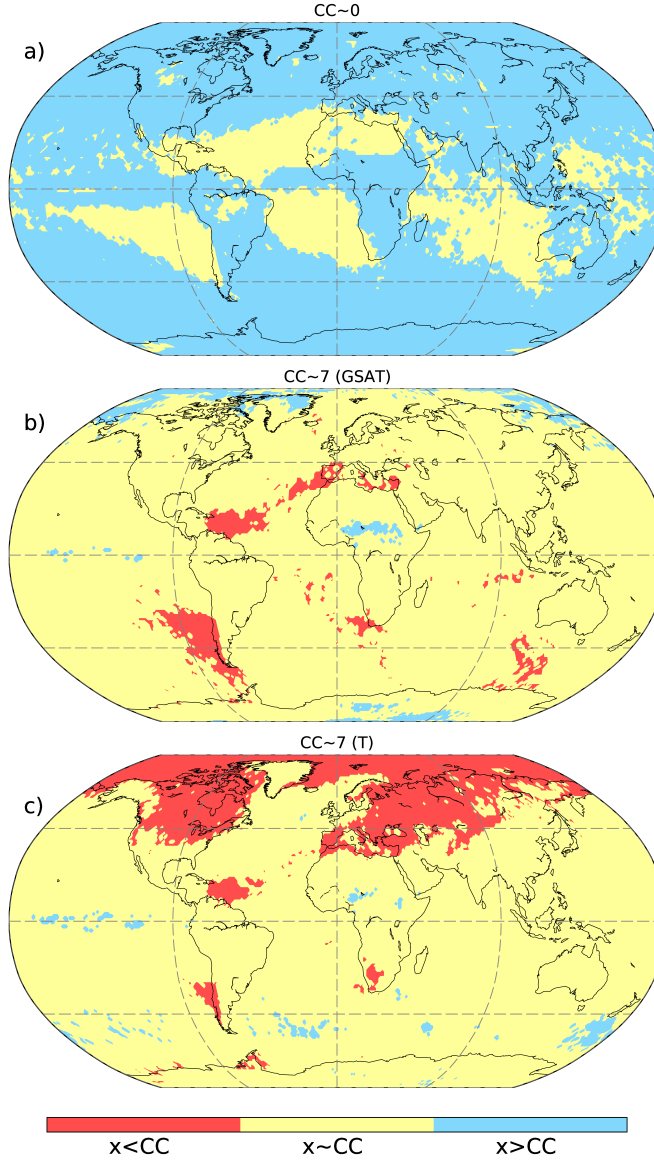 CC~0
a)
CC~7 (GSAT)
b)
CC~7 (T)
c)
x<CC x~CC x>CC